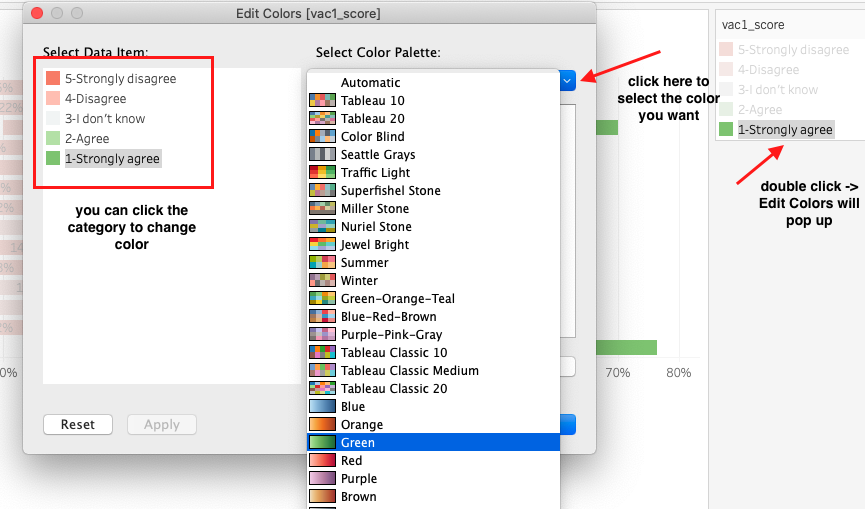 Edit Colors [vac1_score]
Select Data Item:
Select Color Palette:
5-Strongly disagree
4-Disagree
3-I don't know
2-Agree
1-Strongly agree
you can click the
category to change
color
Automatic
Tableau 10
Tableau 20
Color Blind
Seattle Grays
Traffic Light
Superfishel Stone
Miller Stone
Nuriel Stone
Jewel Bright
Summer
Winter
Green-Orange-Teal
Blue-Red-Brown
Purple-Pink-Gray
Tableau Classic 10
Tableau Classic Medium
Tableau Classic 20
Blue
Orange
Green
Red
Purple
Brown
Reset
Apply
click here to
select the color
you want
vac1_score
5-Strongly disagree
4-Disagree
3-I don't know
2-Agree
1-Strongly agree
double click ->
Edit Colors will
pop up
22%
0%
70%
80%